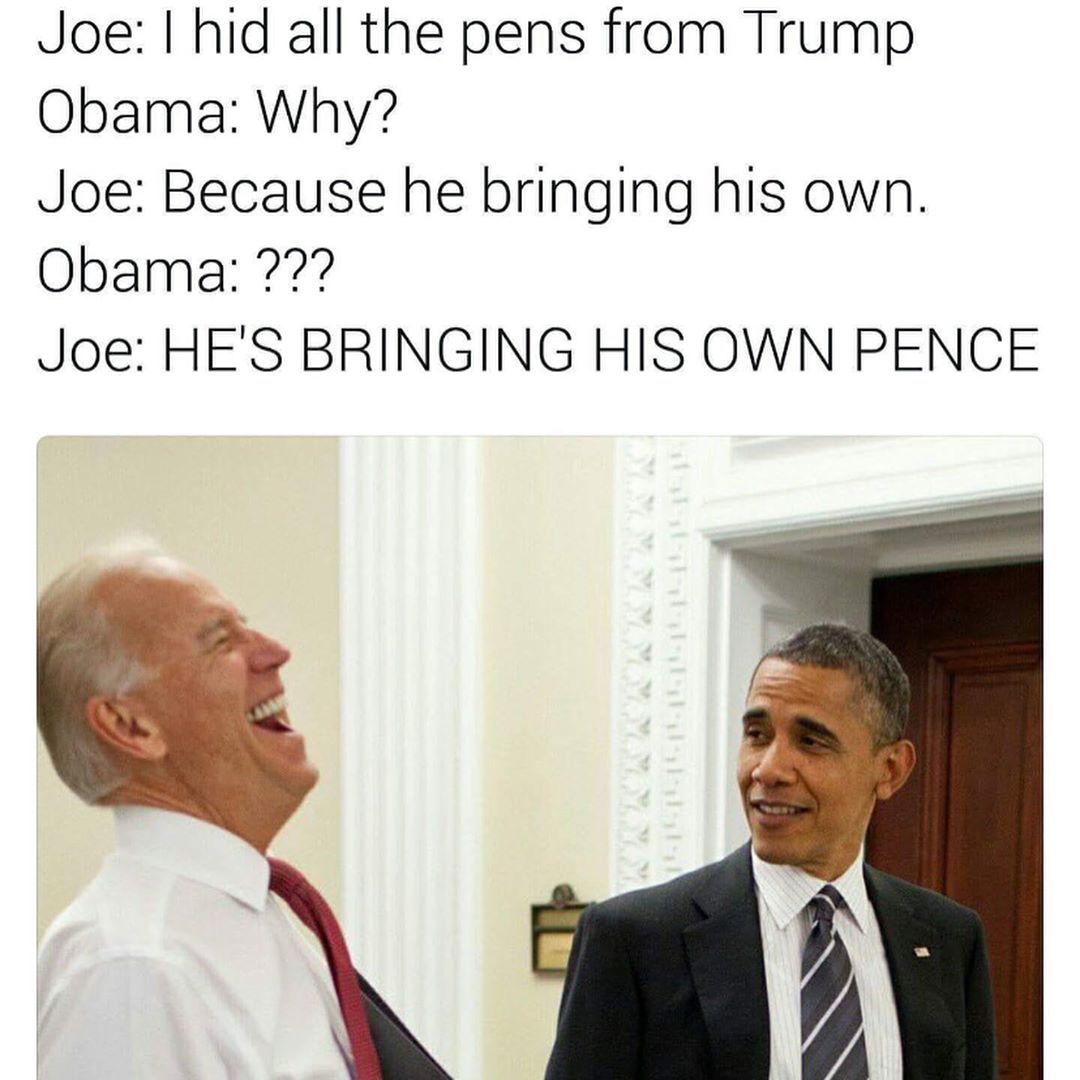 Joe: I hid all the pens from Trump
Obama: Why?
Joe: Because he bringing his own.
Obama: ???
Joe: HE'S BRINGING HIS OWN PENCE